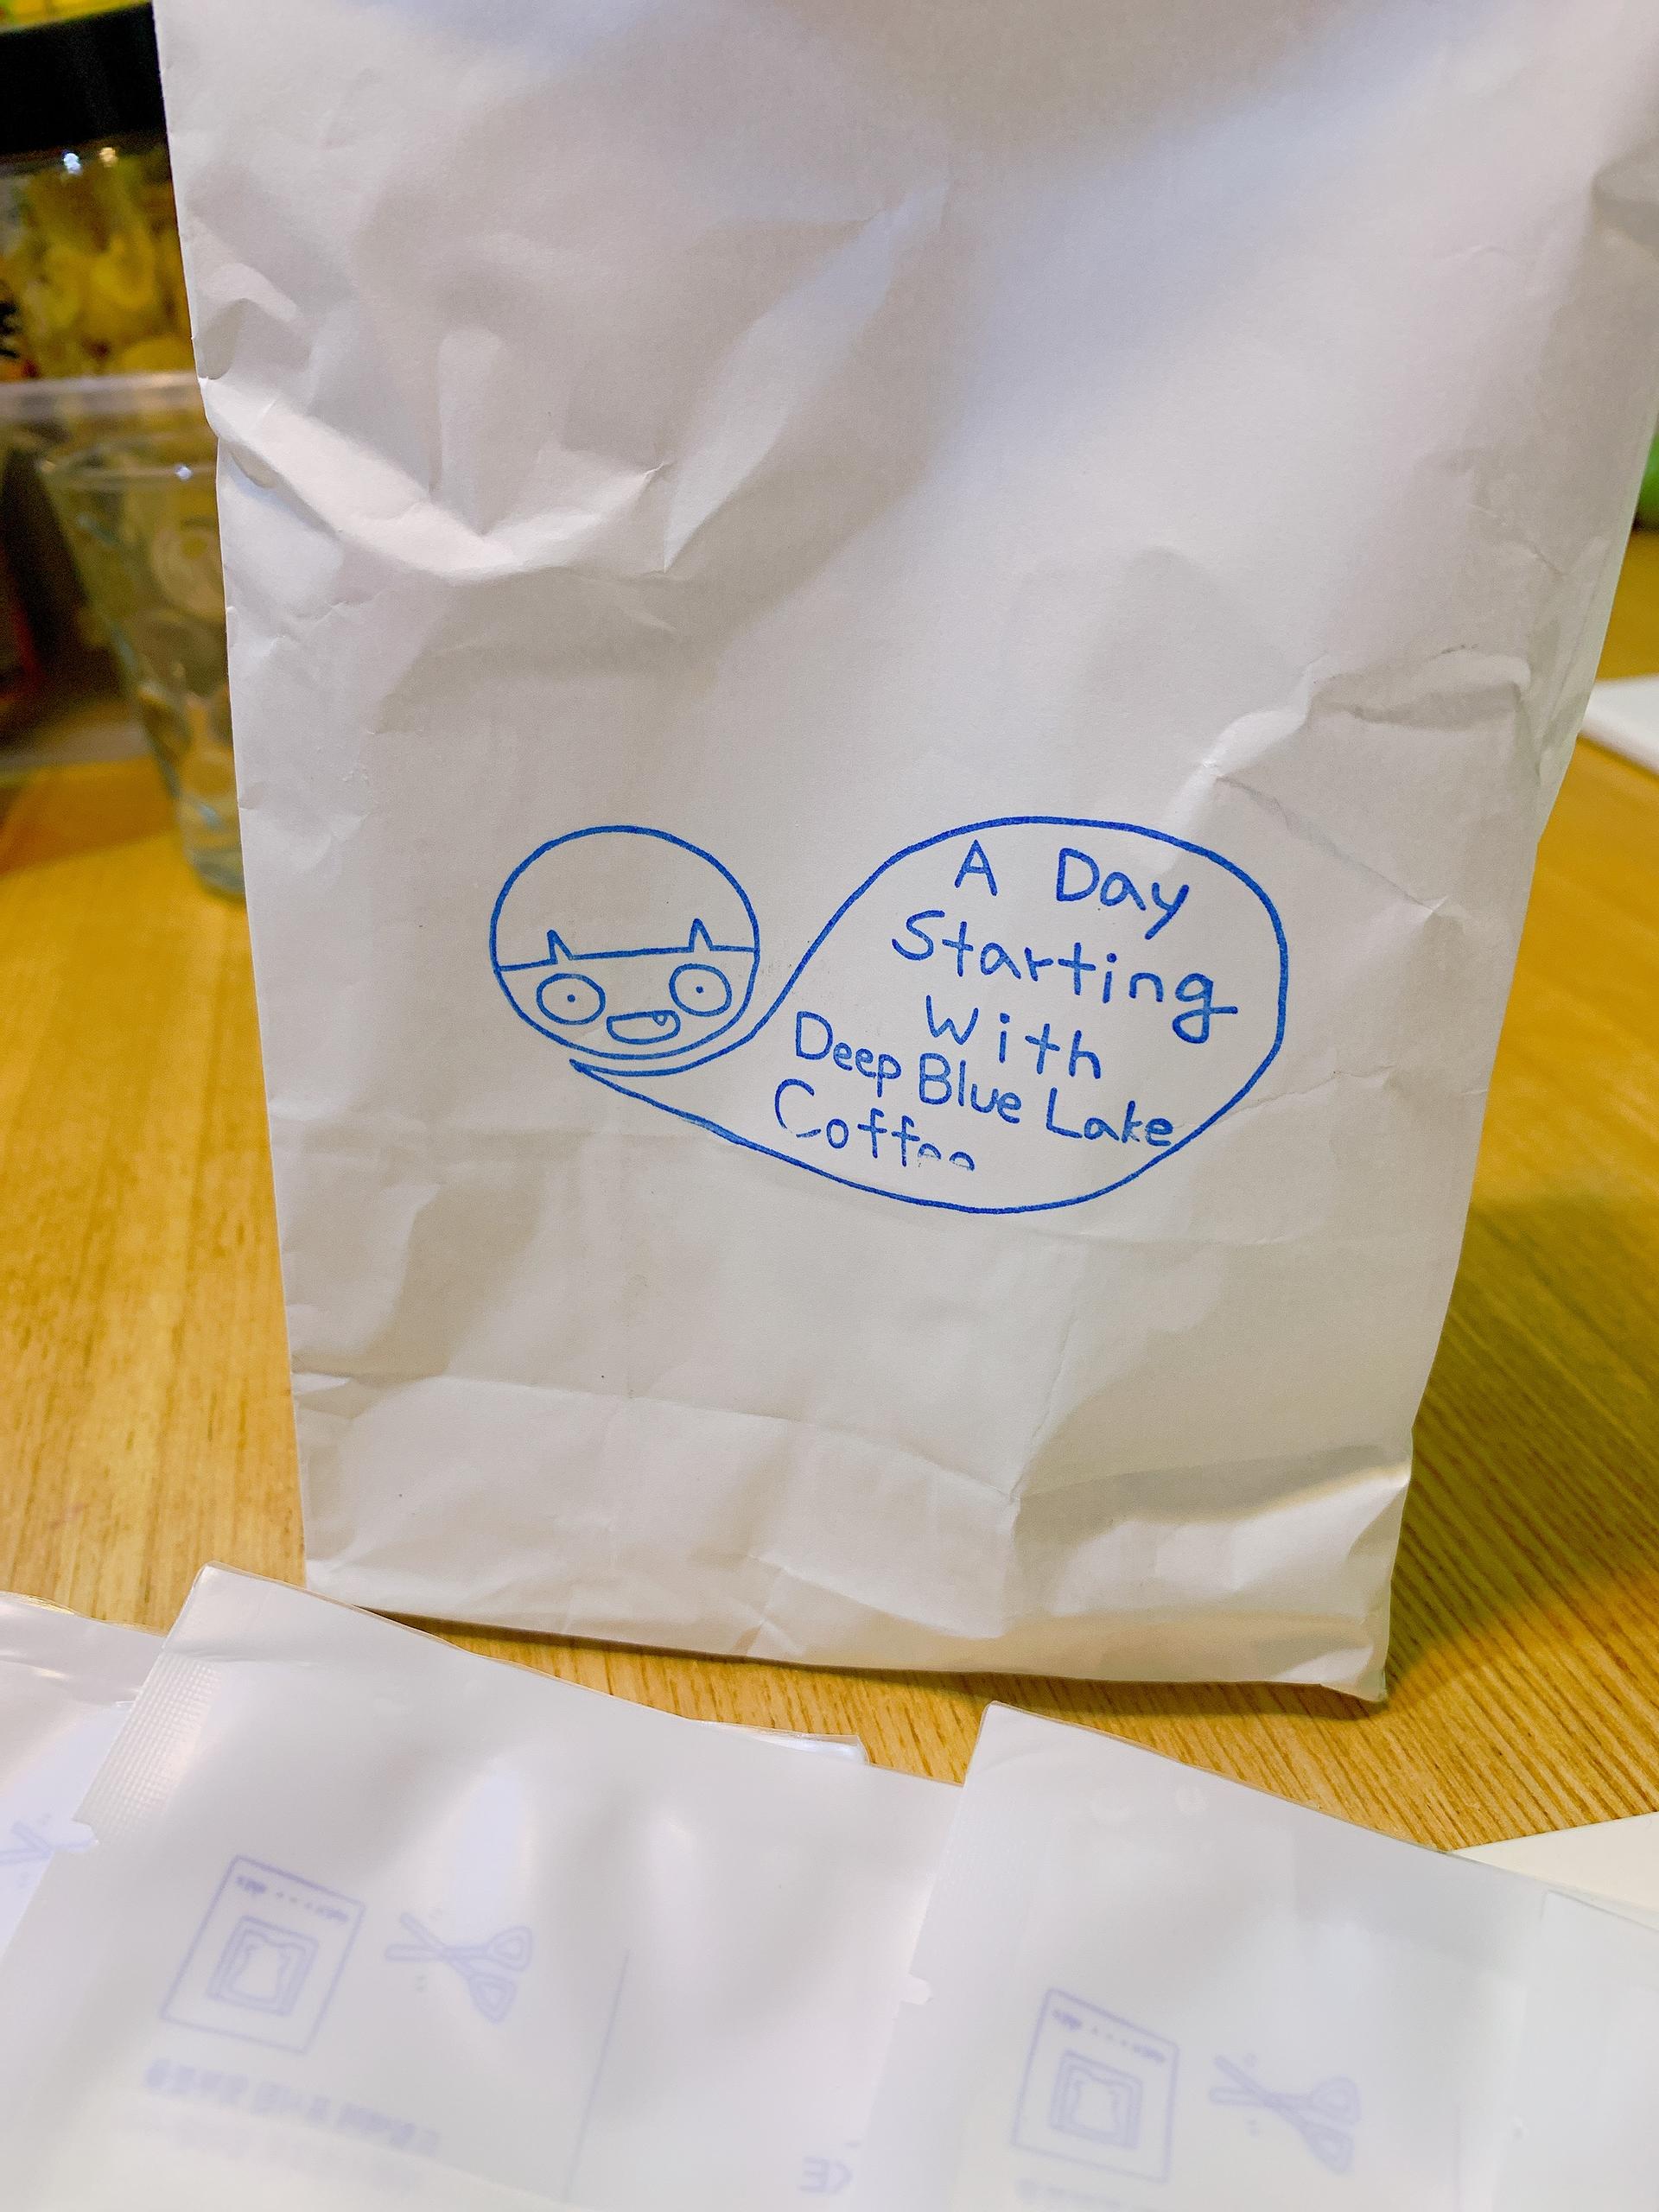 A Day
Starting
With
Deep Blue Lake
Coffee